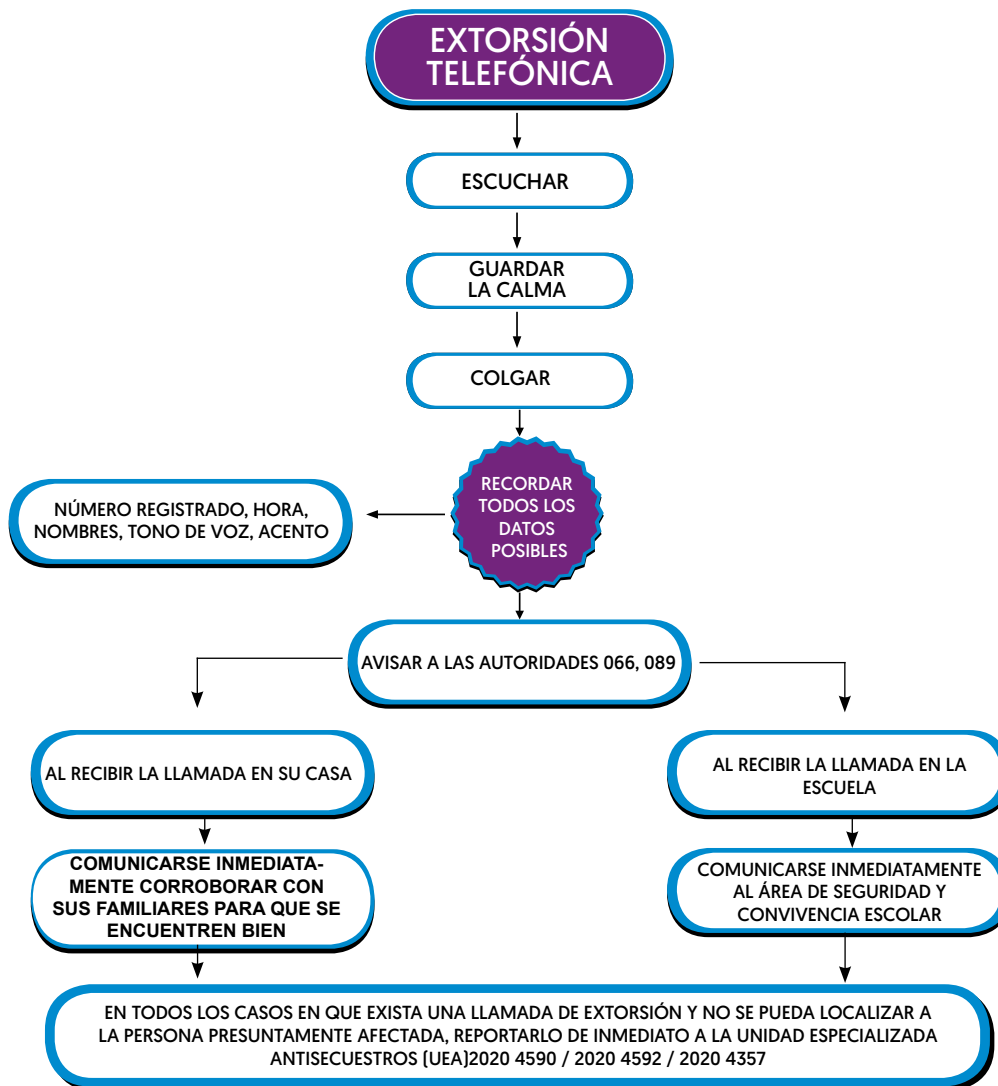 EXTORSIÓN
TELEFÓNICA
ESCUCHAR
GUARDAR
LA CALMA
COLGAR
RECORDAR
TODOS LOS
DATOS
POSIBLES
NÚMERO REGISTRADO, HORA,
NOMBRES, TONO DE VOZ, ACENTO
AVISAR A LAS AUTORIDADES 066, 089
AL RECIBIR LA LLAMADA EN SU CASA
AL RECIBIR LA LLAMADA EN LA
ESCUELA
COMUNICARSE INMEDIATA-
MENTE CORROBORAR CON
SUS FAMILIARES PARA QUE SE
ENCUENTREN BIEN
COMUNICARSE INMEDIATAMENTE
AL ÁREA DE SEGURIDAD Y
CONVIVENCIA ESCOLAR
EN TODOS LOS CASOS EN QUE EXISTA UNA LLAMADA DE EXTORSIÓN Y NO SE PUEDA LOCALIZAR A
LA PERSONA PRESUNTAMENTE AFECTADA, REPORTARLO DE INMEDIATO A LA UNIDAD ESPECIALIZADA
ANTISECUESTROS (UEA)2020 4590 / 2020 4592 / 2020 4357